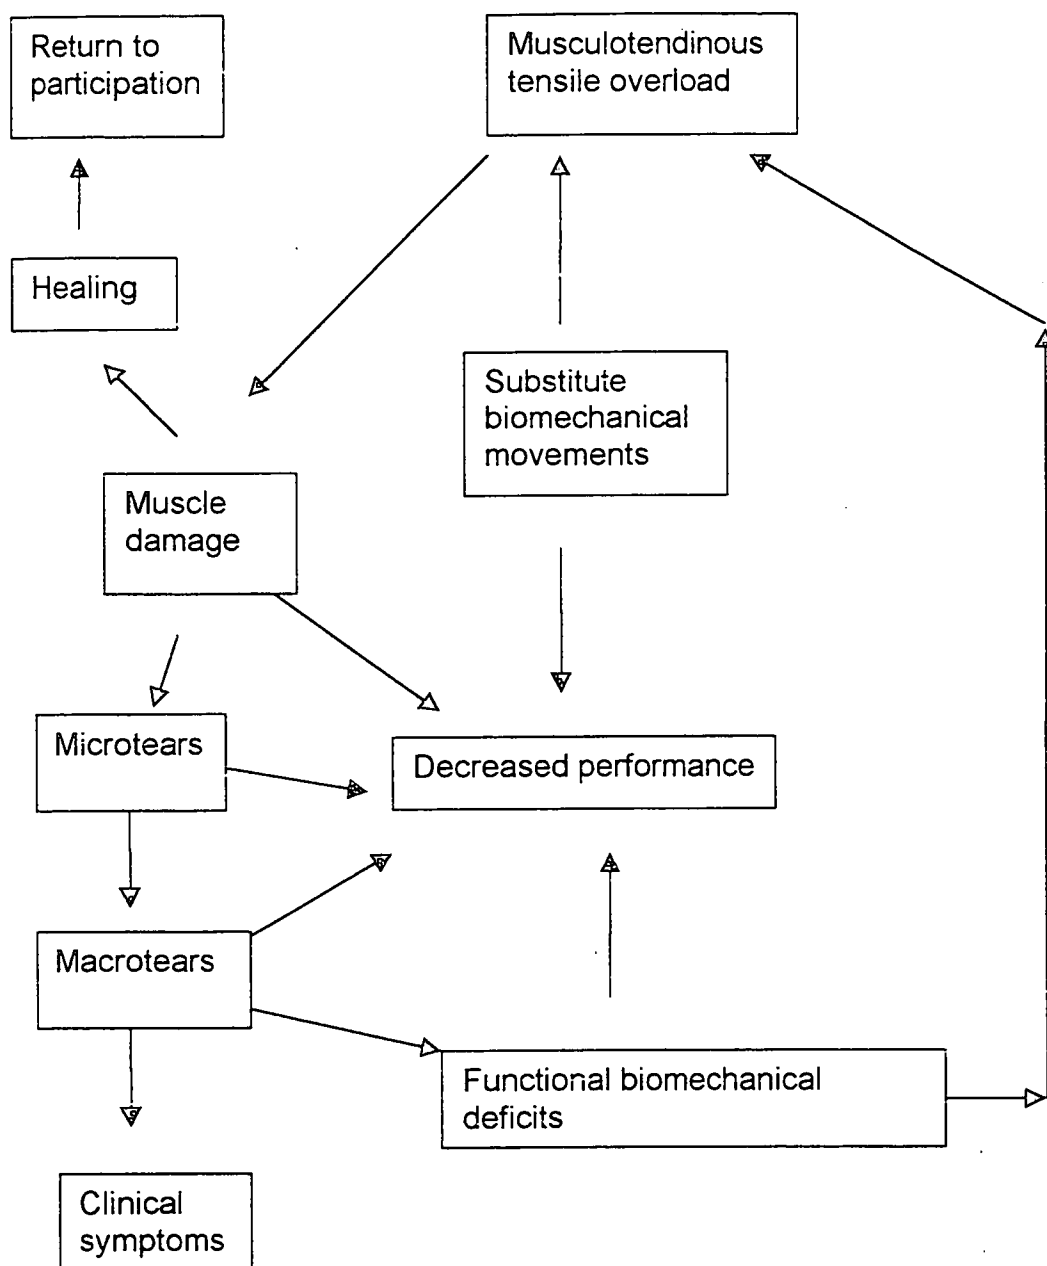 Return to
participation
Musculotendinous
tensile overload
Healing
Substitute
biomechanical
movements
Muscle
damage
Microtears
Decreased performance
Macrotears
Functional biomechanical
deficits
Clinical
symptoms